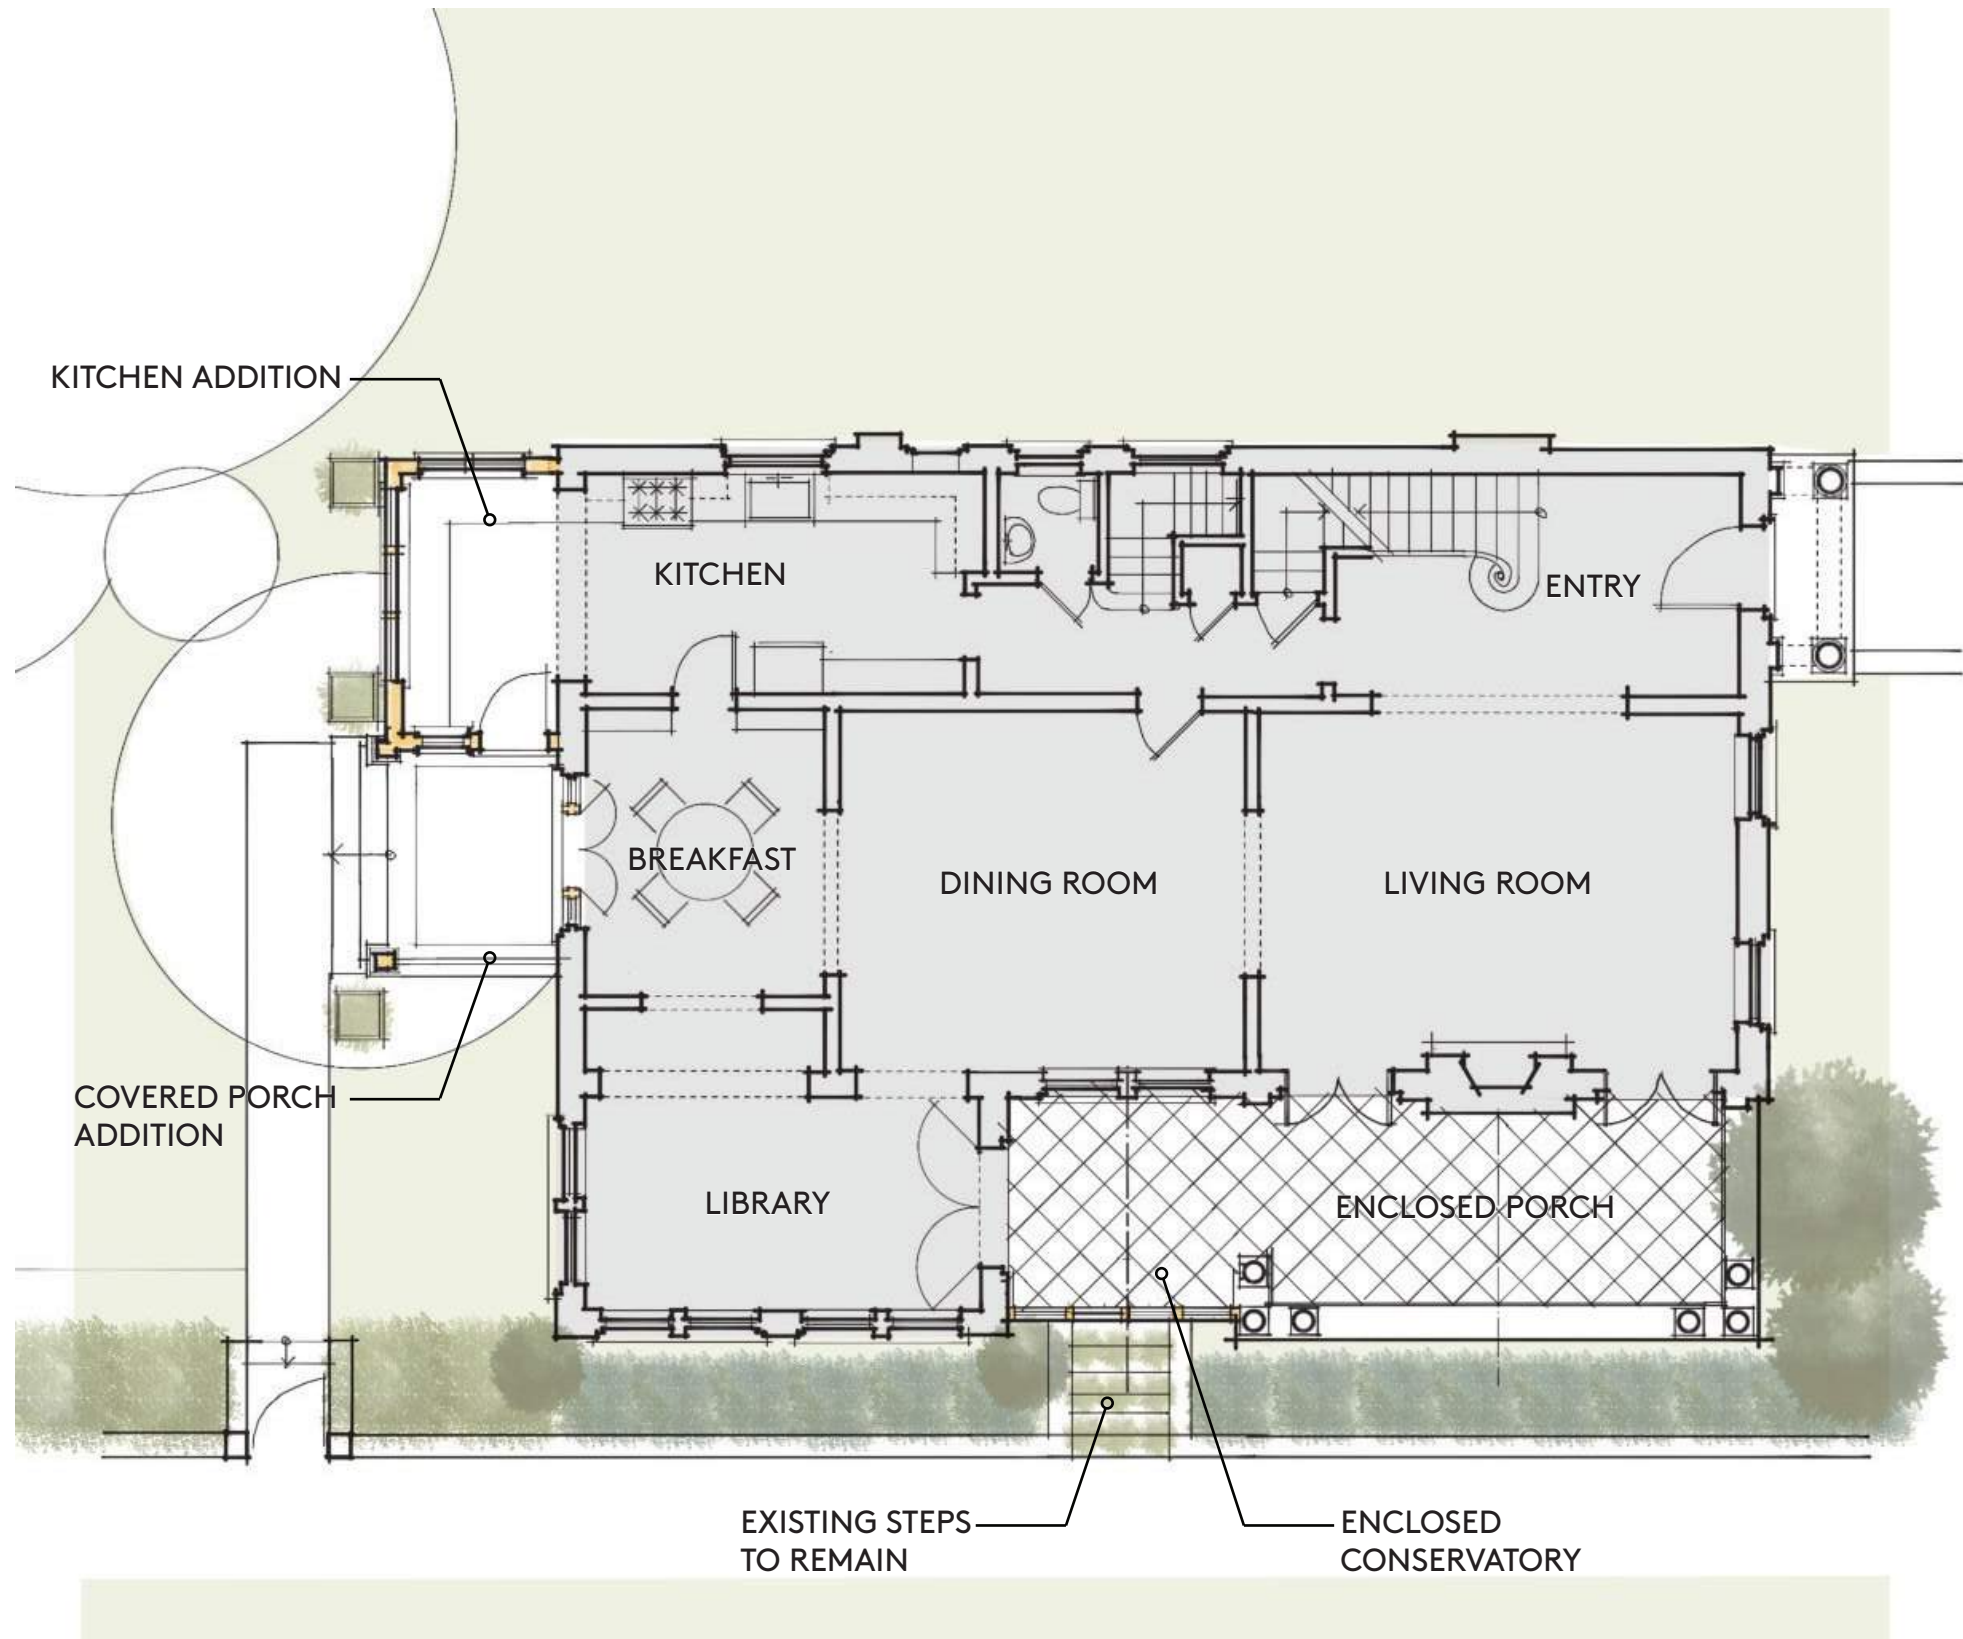 KITCHEN ADDITION
KITCHEN
ENTRY
BREAKFAST
DINING ROOM
LIVING ROOM
COVERED PORCH
ADDITION
LIBRARY
ENCLOSED PORCH
EXISTING STEPS
TO REMAIN
ENCLOSED
CONSERVATORY